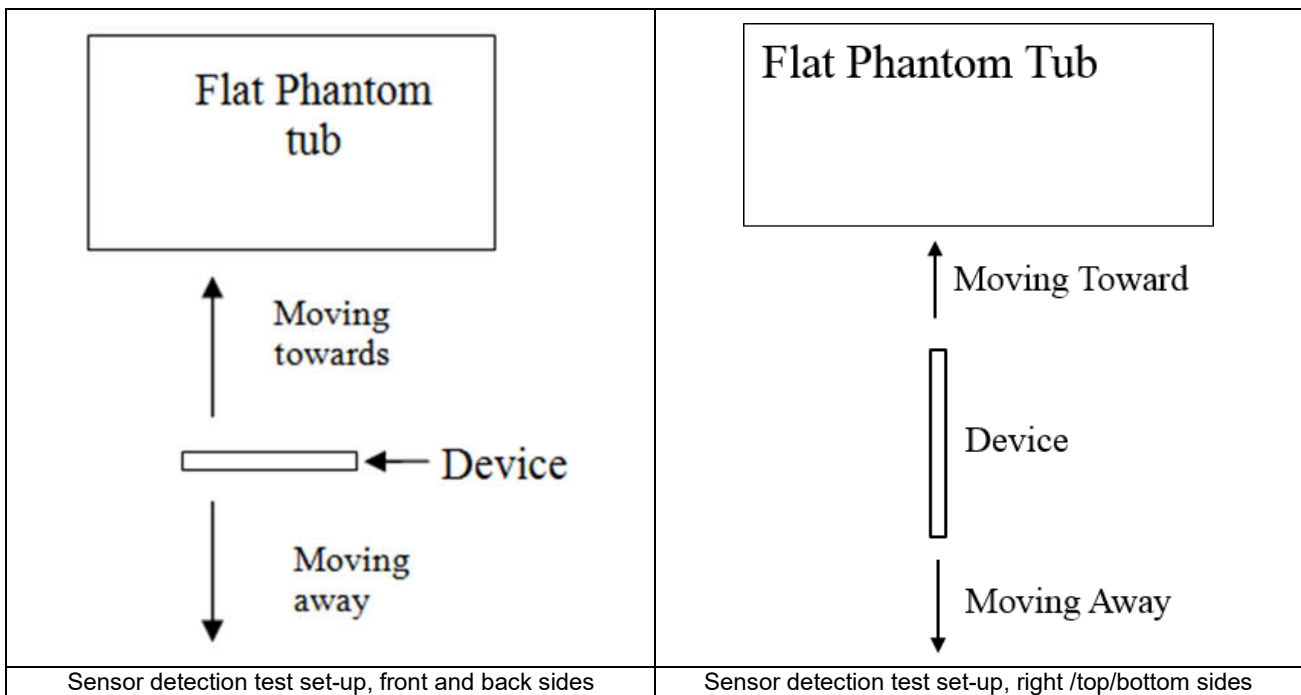 Flat Phantom
tub
Moving
towards
Device
Moving
away
Sensor detection test set-up, front and back sides
Flat Phantom Tub
Moving Toward
Device
Moving Away
Sensor detection test set-up, right /top/bottom sides